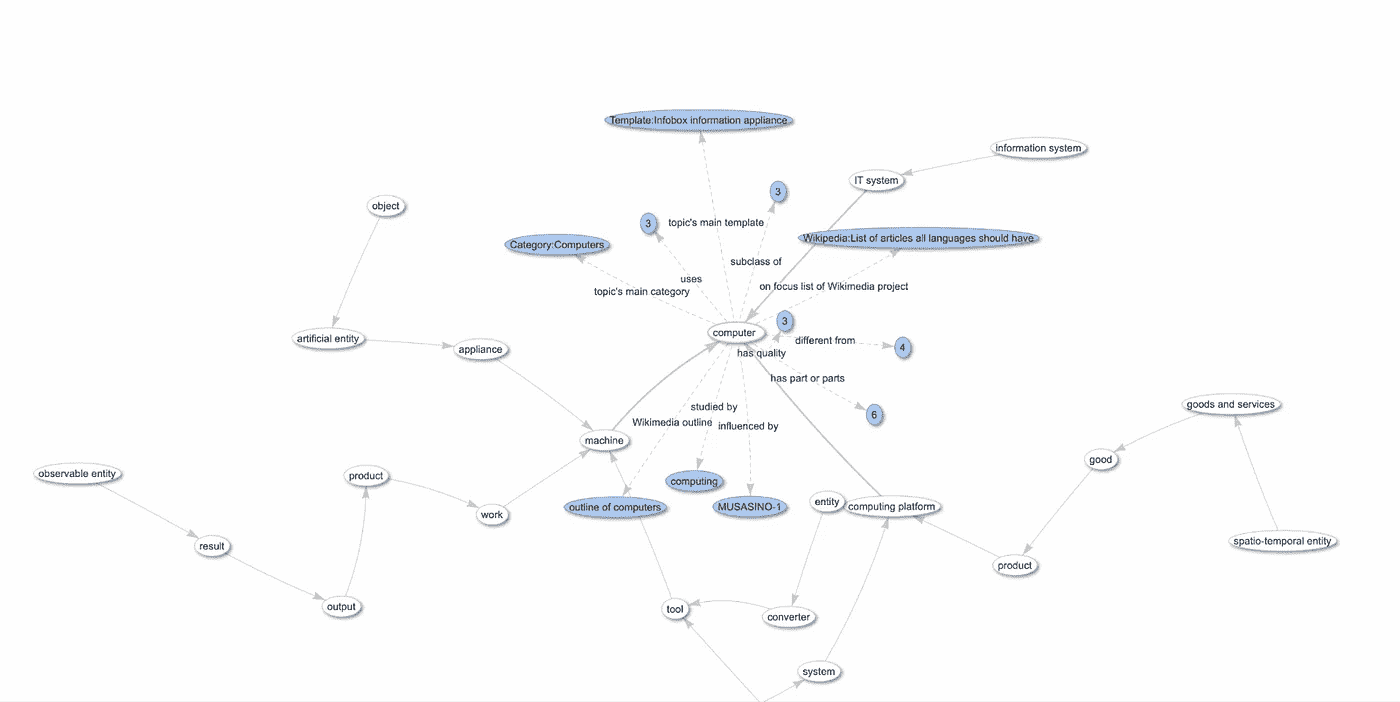 Template:Infobox information appliance
information system
IT system
3
object
3
topic's main template
Category:Computers
Wikipedia:List of articles all languages should have
subclass of
uses
topic's main category
on focus list of Wikimedia project
3
computer
artificial entity
different from
4
appliance
has quality
has part or parts
studied by
goods and services
6
Wikimedia outline
influenced by
machine
good
observable entity
product
computing
entity
outline of computers
MUSASINO-1
computing platform
work
result
spatio-temporal entity
product
output
tool
converter
system